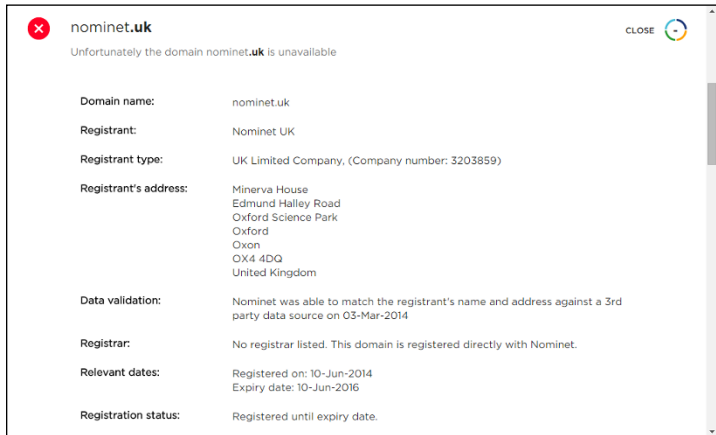 nominet.uk
CLOSE
Unfortunately the domain nominet.uk is unavailable
Domain name: nominet.uk
Registrant: Nominet UK
Registrant type: UK Limited Company, (Company number: 3203859)
Registrant's address: Minerva House
Edmund Halley Road
Oxford Science Park
Oxford
Oxon
OX4 4DQ
United Kingdom
Data validation: Nominet was able to match the registrant's name and address against a 3rd
party data source on 03-Mar-2014
Registrar: No registrar listed. This domain is registered directly with Nominet.
Relevant dates: Registered on: 10-Jun-2014
Expiry date: 10-Jun-2016
Registration status: Registered until expiry date.